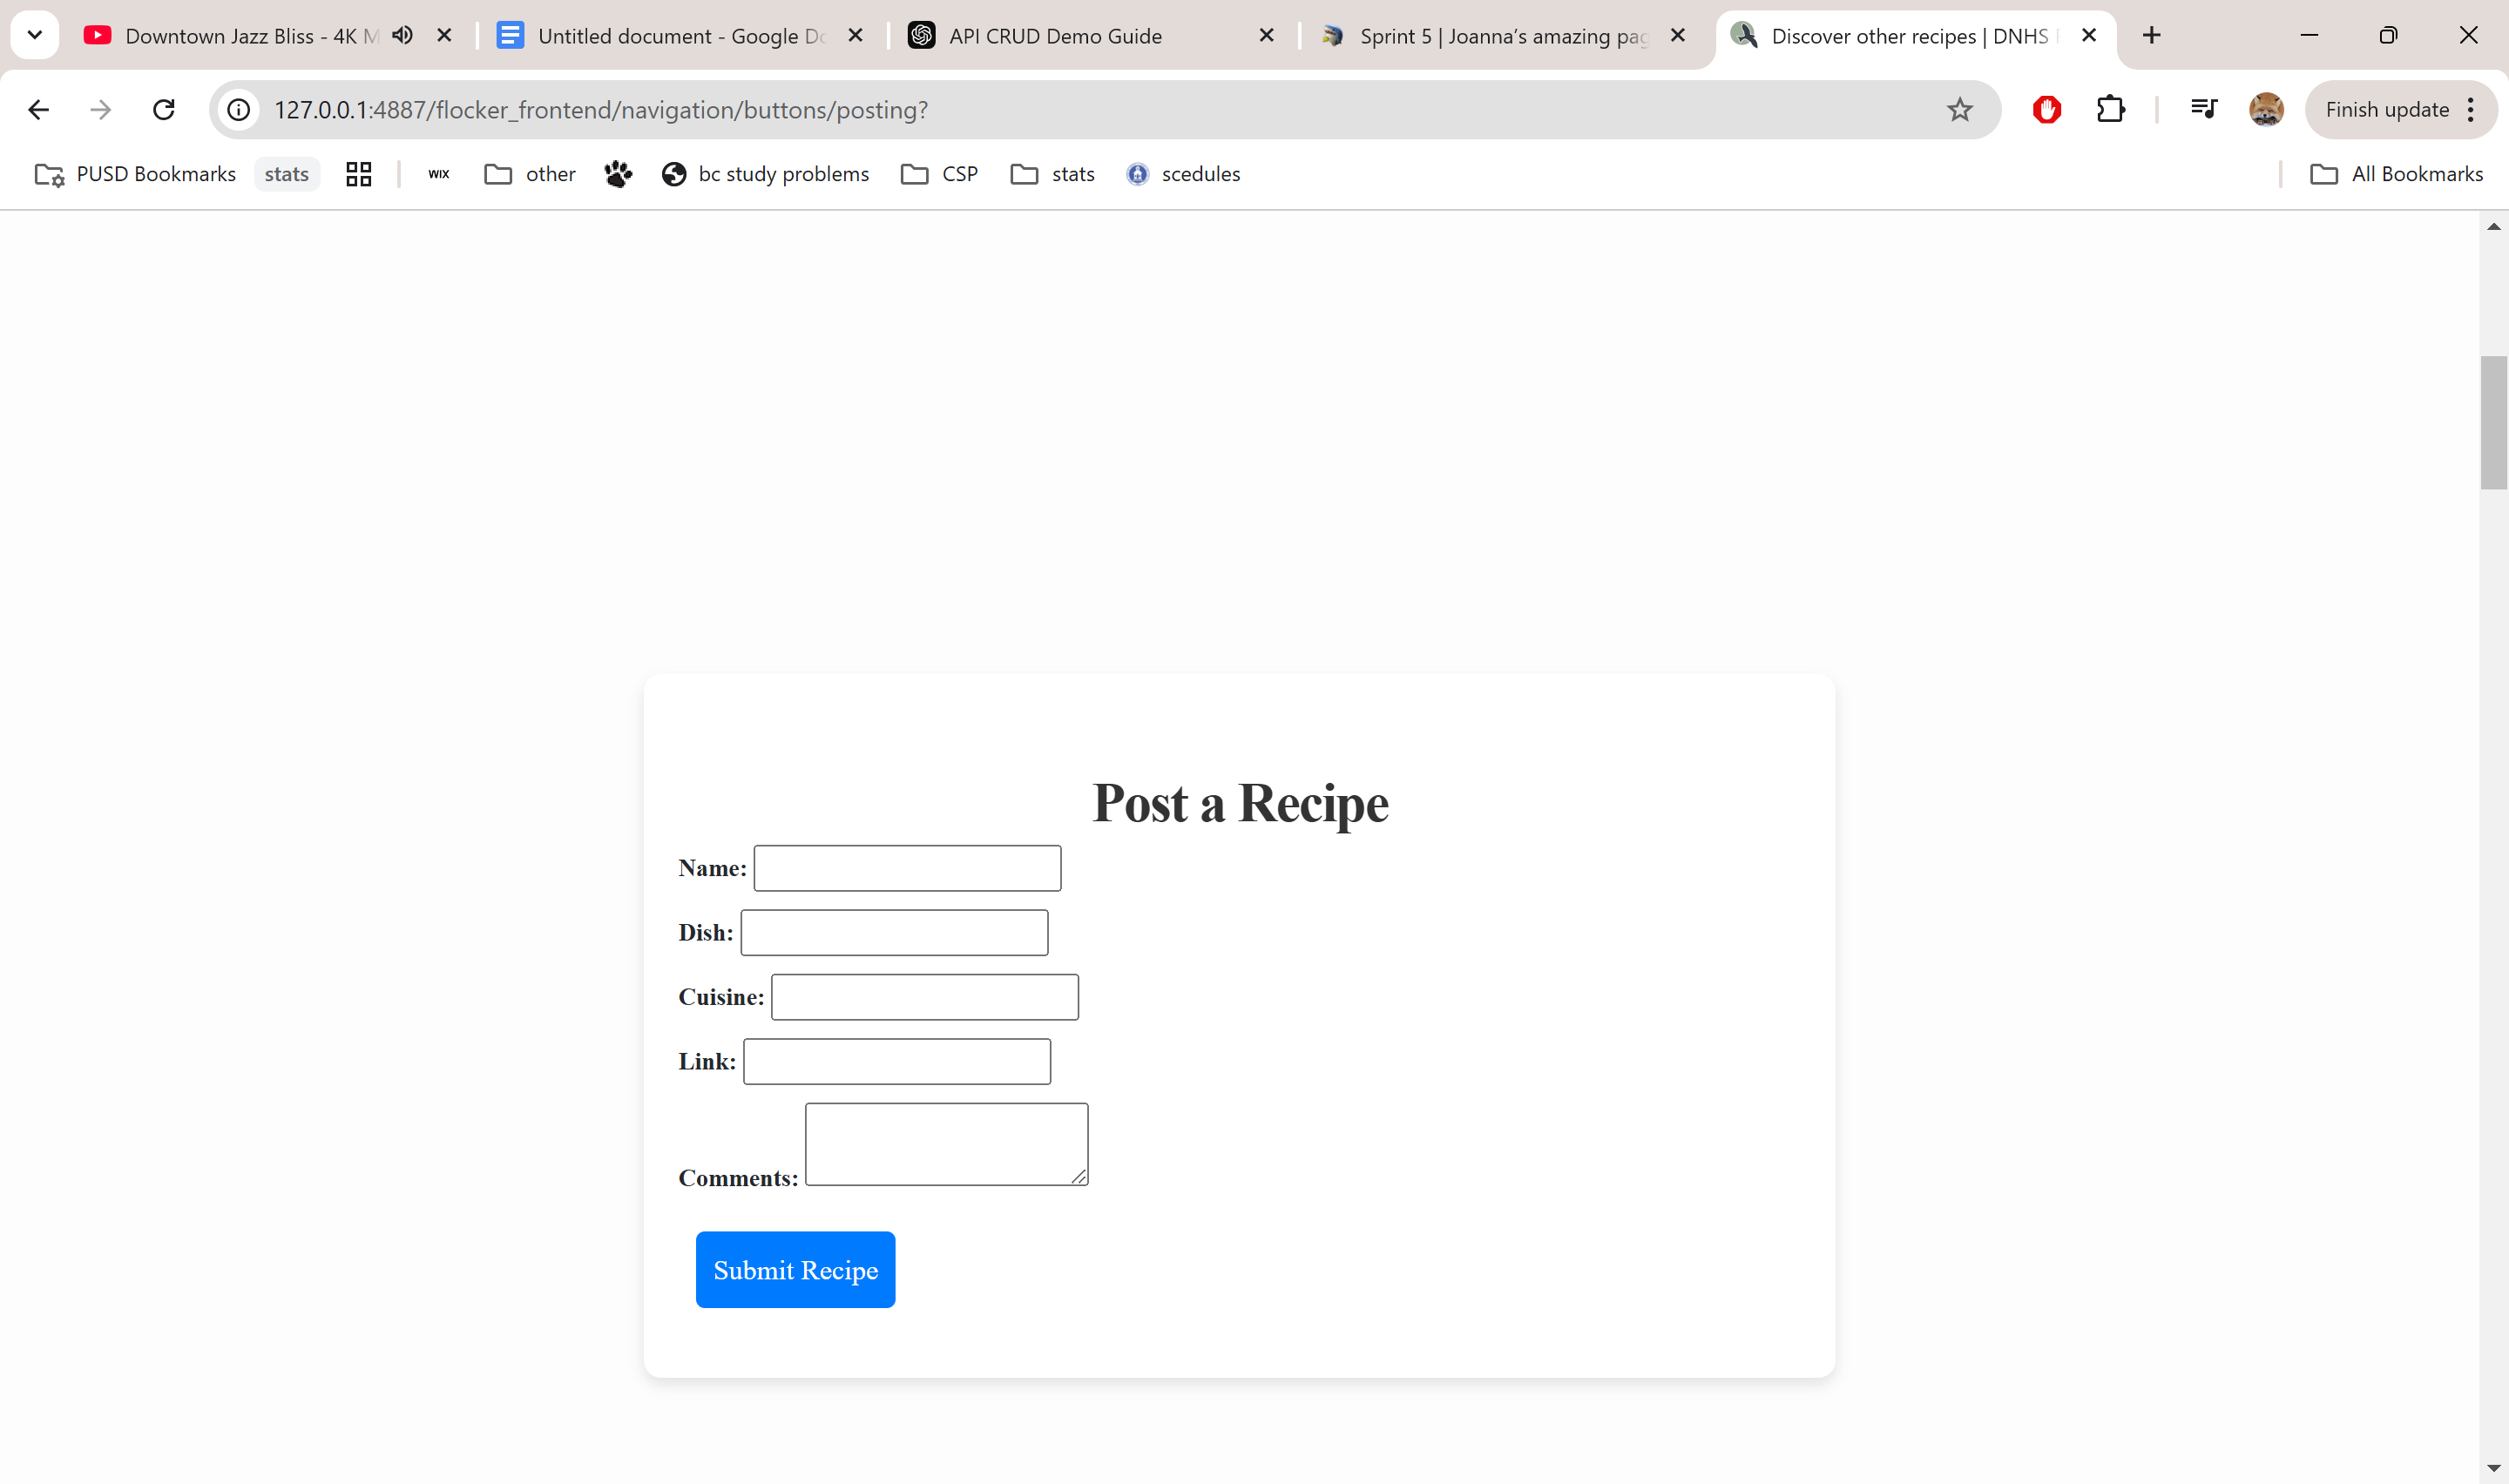 Downtown Jazz Bliss - 4K M
Untitled document - Google Do
API CRUD Demo Guide
Sprint 5 | Joanna’s amazing pag
Discover other recipes | DNHS
127.0.0.1:4887/flocker_frontend/navigation/buttons/posting?
Finish update
PUSD Bookmarks
stats
WIX
other
bc study problems
CSP
stats
scedules
All Bookmarks
Post a Recipe
Name:
Dish:
Cuisine:
Link:
Comments:
Submit Recipe